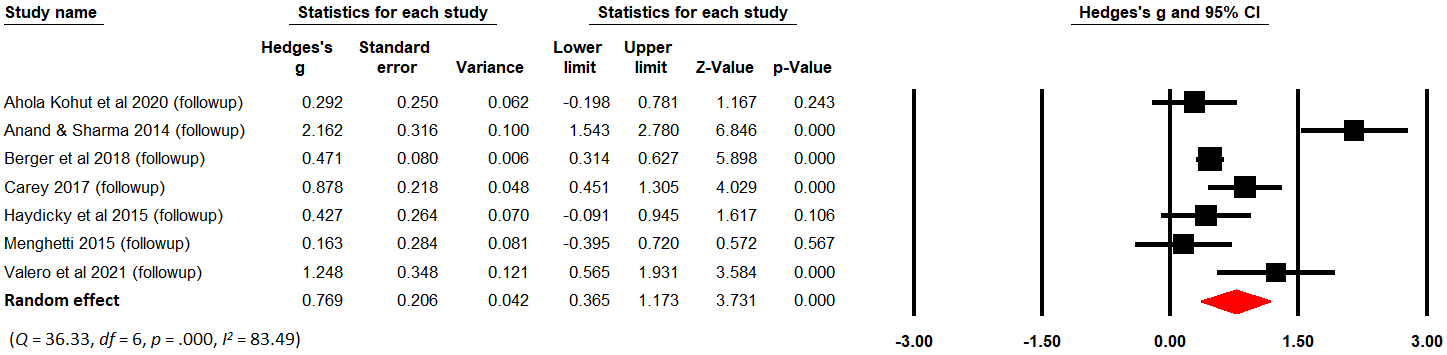 Study name Statistics for each study Statistics for each study Hedges's g and 95% CI
Hedges's Standard Lower Upper
g error Variance limit limit Z-Value p-Value
Ahola Kohut et al 2020 (followup) 0.292 0.250 0.062 -0.198 0.781 1.167 0.243
Anand & Sharma 2014 (followup) 2.162 0.316 0.100 1.543 2.780 6.846 0.000
Berger et al 2018 (followup) 0.471 0.080 0.006 0.314 0.627 5.898 0.000
Carey 2017 (followup) 0.878 0.218 0.048 0.451 1.305 4.029 0.000
Haydicky et al 2015 (followup) 0.427 0.264 0.070 -0.091 0.945 1.617 0.106
Menghetti 2015 (followup) 0.163 0.284 0.081 -0.395 0.720 0.572 0.567
Valero et al 2021 (followup) 1.248 0.348 0.121 0.565 1.931 3.584 0.000
Random effect 0.769 0.206 0.042 0.365 1.173 3.731 0.000
(Q = 36.33, df = 6, p = .000, I² = 83.49)
-3.00 -1.50 0.00 1.50 3.00